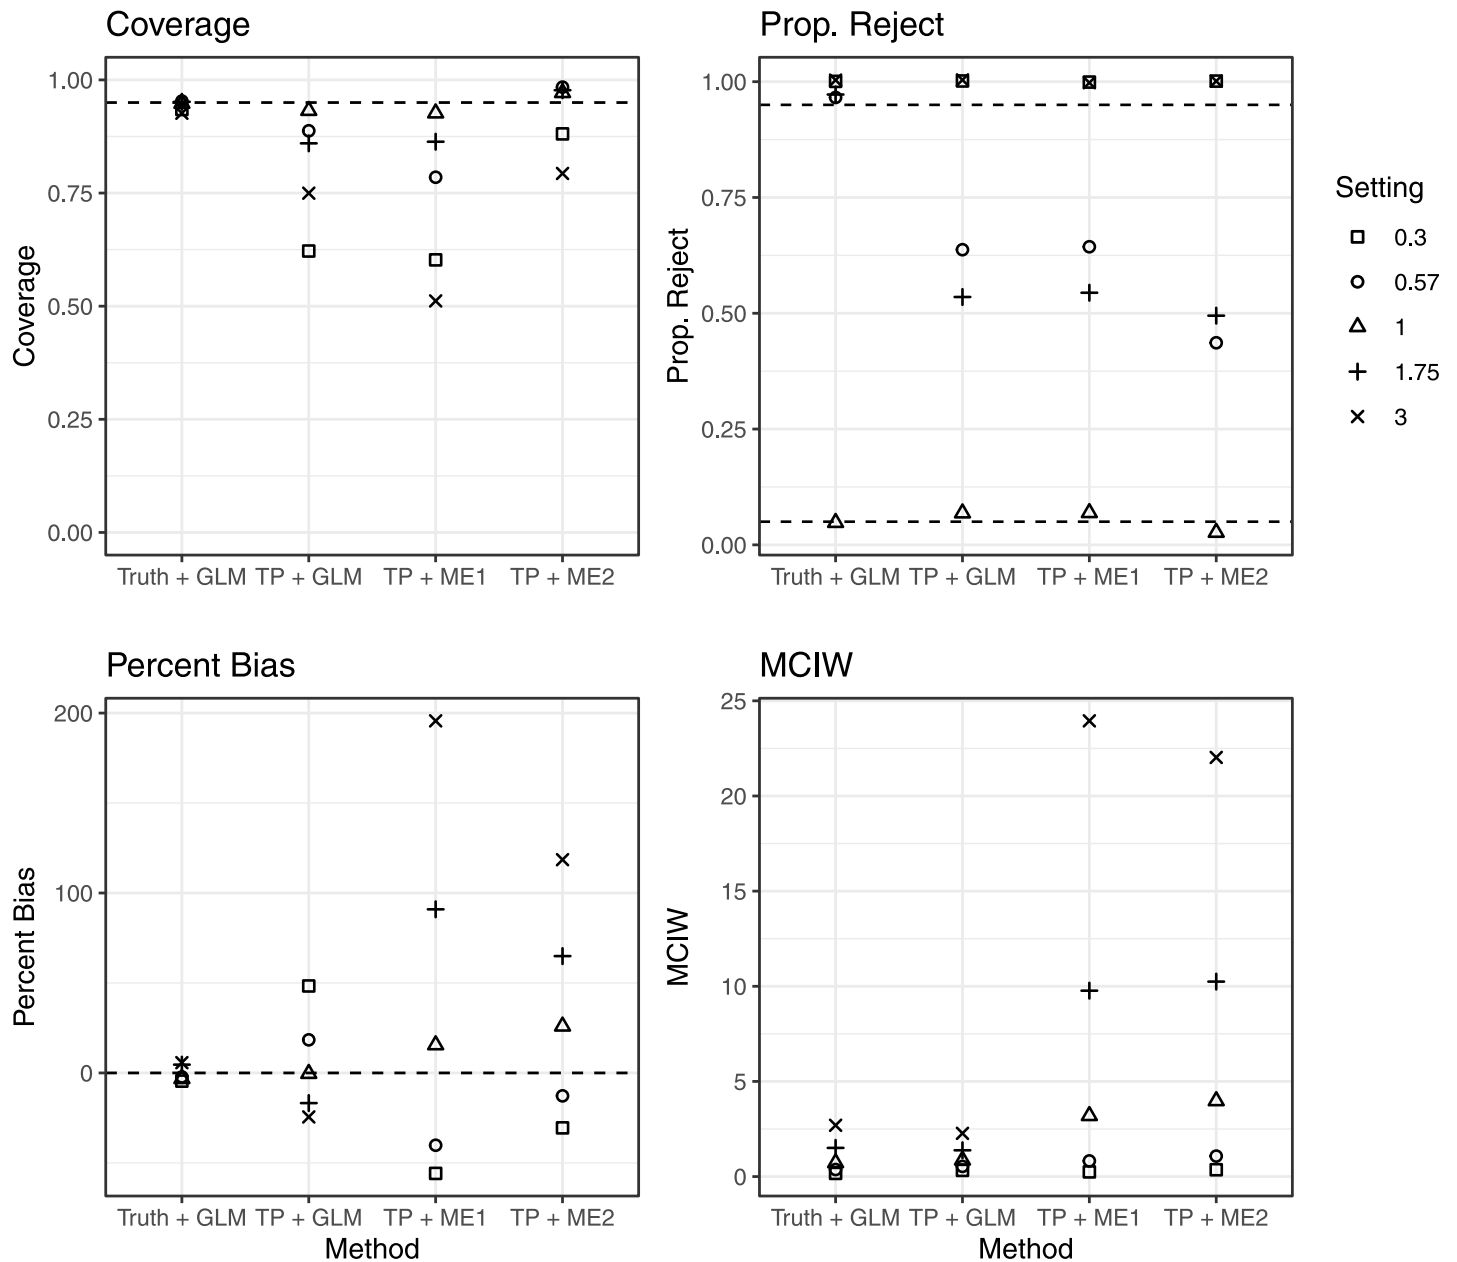 Coverage
Coverage
1.00
0.75
0.50
0.25
0.00
Truth + GLM TP + GLM TP + ME1 TP + ME2
Prop. Reject
Prop. Reject
1.00
0.75
0.50
0.25
0.00
Truth + GLM TP + GLM TP + ME1 TP + ME2
Setting
0.3
0.57
1
1.75
3
Percent Bias
Percent Bias
200
100
0
Truth + GLM TP + GLM TP + ME1 TP + ME2
Method
MCIW
MCIW
25
20
15
10
5
0
Truth + GLM TP + GLM TP + ME1 TP + ME2
Method